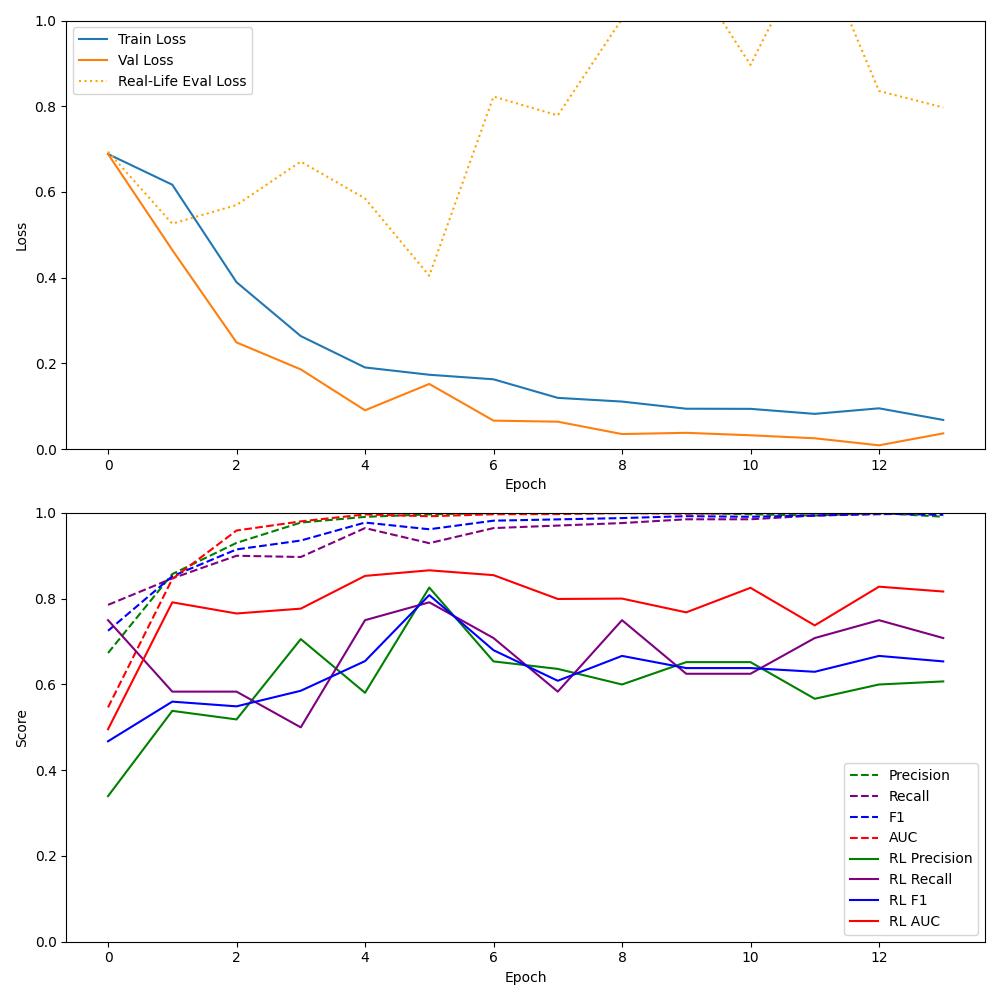 1.0
0.8
0.6
0.4
0.2
0.0
Loss
Train Loss
Val Loss
Real-Life Eval Loss
0 2 4 6 8 10 12
Epoch
1.0
0.8
0.6
0.4
0.2
0.0
Score
Precision
Recall
F1
AUC
RL Precision
RL Recall
RL F1
RL AUC
0 2 4 6 8 10 12
Epoch